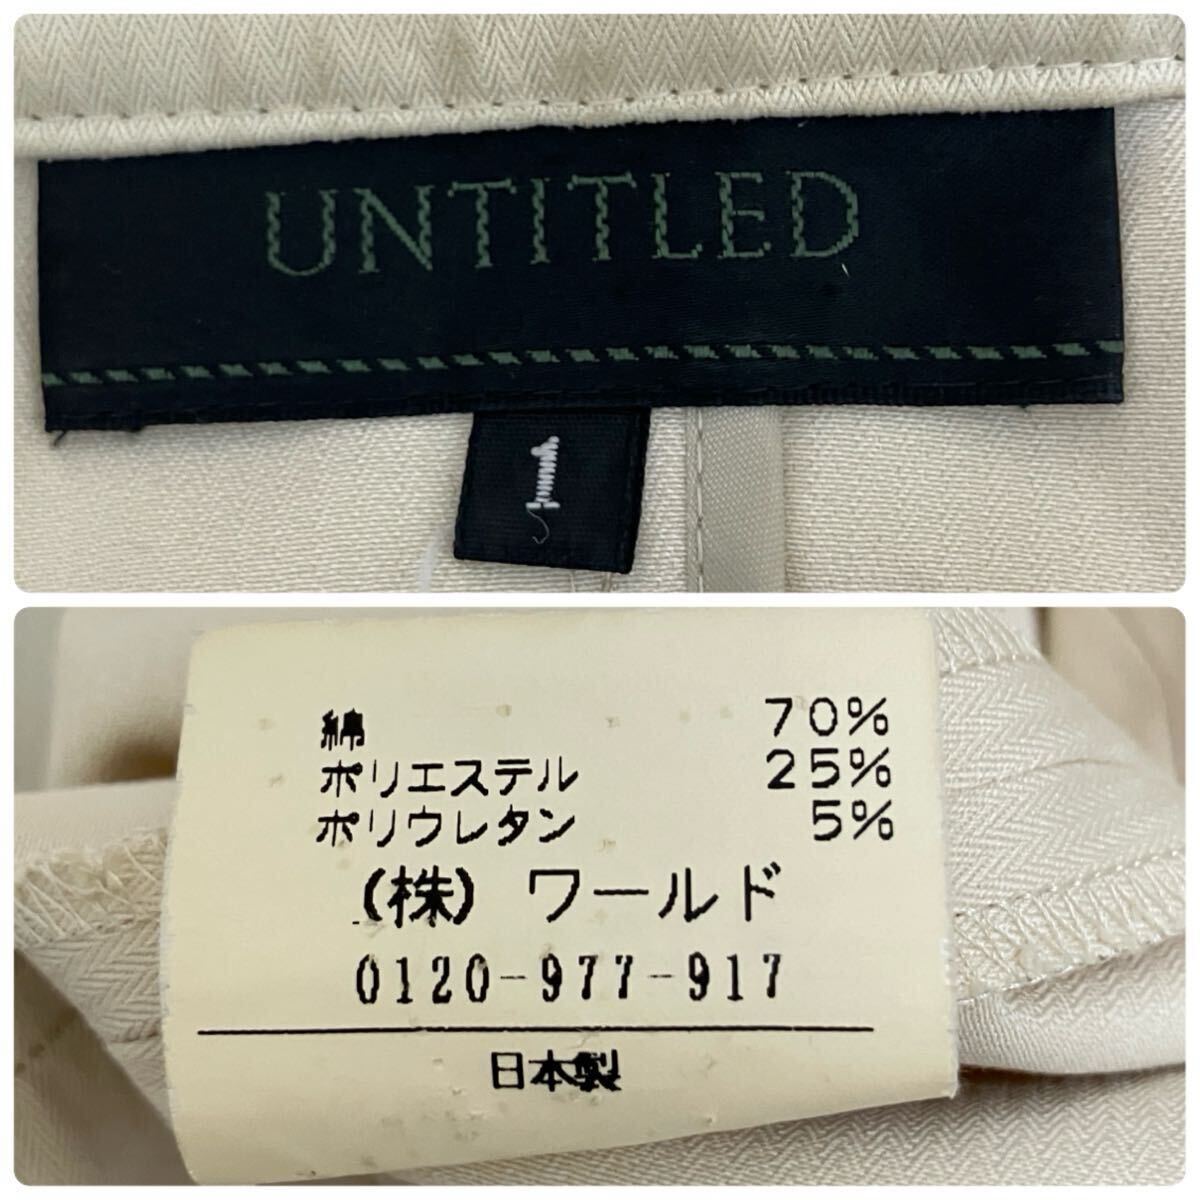 UNTITLED
1
綿 70%
ポリエステル 25%
ポリウレタン 5%
(株) ワールド
0120-977-917
日本製